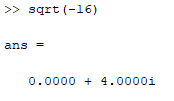 >> sqrt(-16)
ans =
0.0000 + 4.0000i